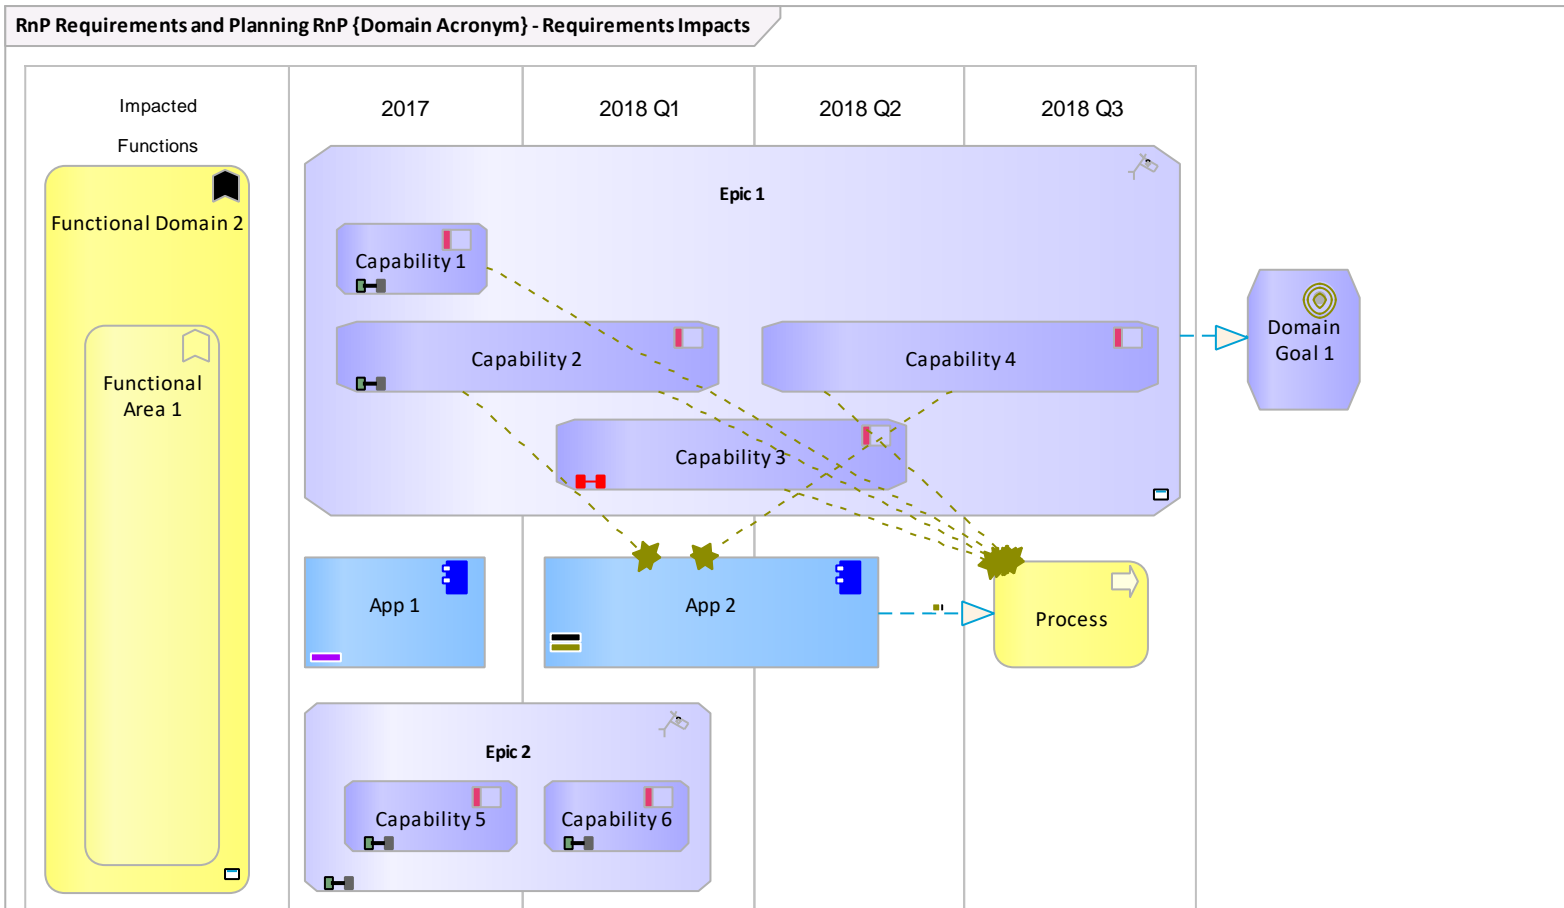 RnP Requirements and Planning RnP {Domain Acronym} - Requirements Impacts
Impacted
Functions
2017
2018 Q1
2018 Q2
2018 Q3
Functional Domain 2
Functional
Area 1
Epic 1
Capability 1
Capability 2
Capability 4
Capability 3
Domain
Goal 1
App 1
App 2
Process
Epic 2
Capability 5
Capability 6